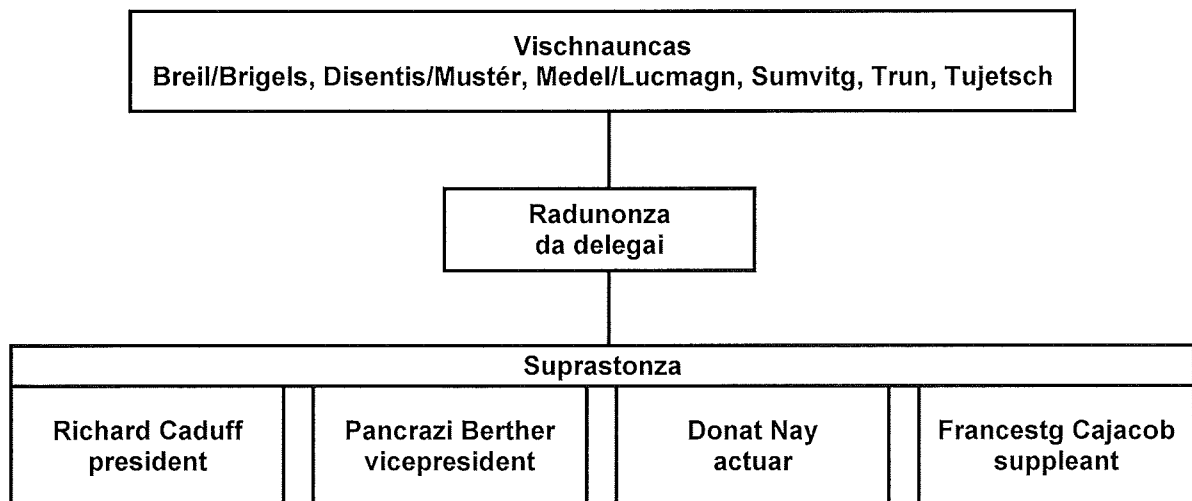 Vischnauncas
Breil/Brigels, Disentis/Mustér, Medel/Lucmagn, Sumvitg, Trun, Tujetsch
Radunonza
da delegai
Suprastonza
Richard Caduff
president
Pancrazi Berther
vicepresident
Donat Nay
actuar
Francestg Cajacob
suppleant